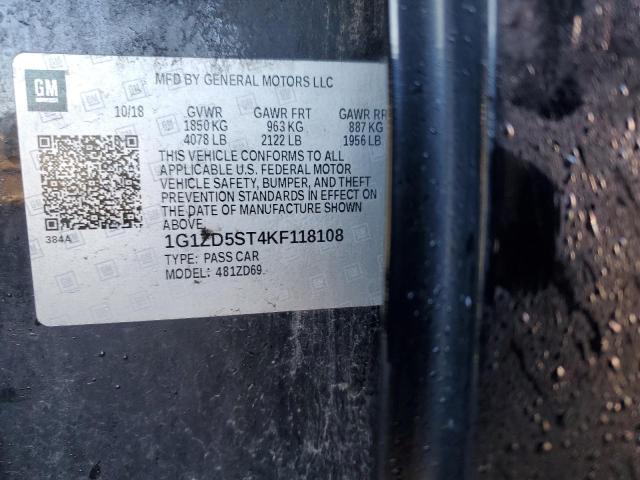 GM
MFD BY GENERAL MOTORS LLC
10/18 GVWR GAWR FRT GAWR RR
1850 KG 963 KG 887 KG
4078 LB 2122 LB 1956 LB
THIS VEHICLE CONFORMS TO ALL
APPLICABLE U.S. FEDERAL MOTOR
VEHICLE SAFETY, BUMPER, AND THEFT
PREVENTION STANDARDS IN EFFECT ON
THE DATE OF MANUFACTURE SHOWN
ABOVE.
384A
1G1ZD5ST4KF118108
TYPE: PASS CAR
MODEL: 481ZD69